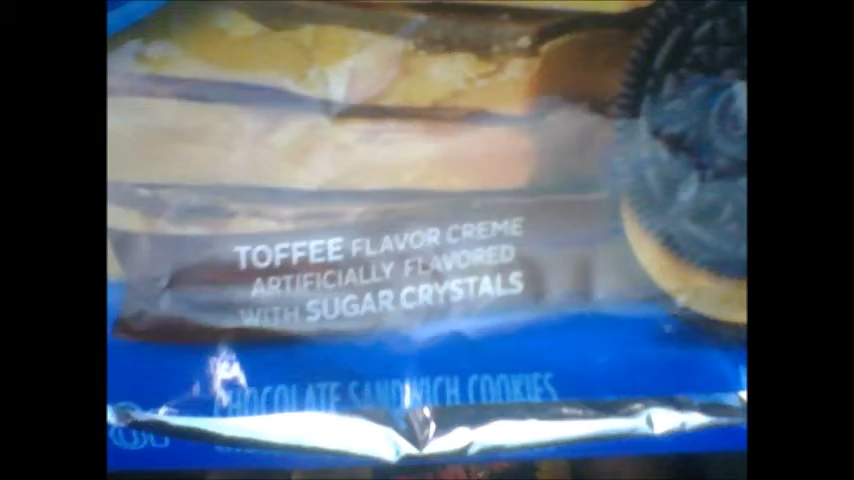 TOFFEE FLAVOR CREME
ARTIFICIALLY FLAVORED
WITH SUGAR CRYSTALS
CHOCOLATE SANDWICH COOKIES